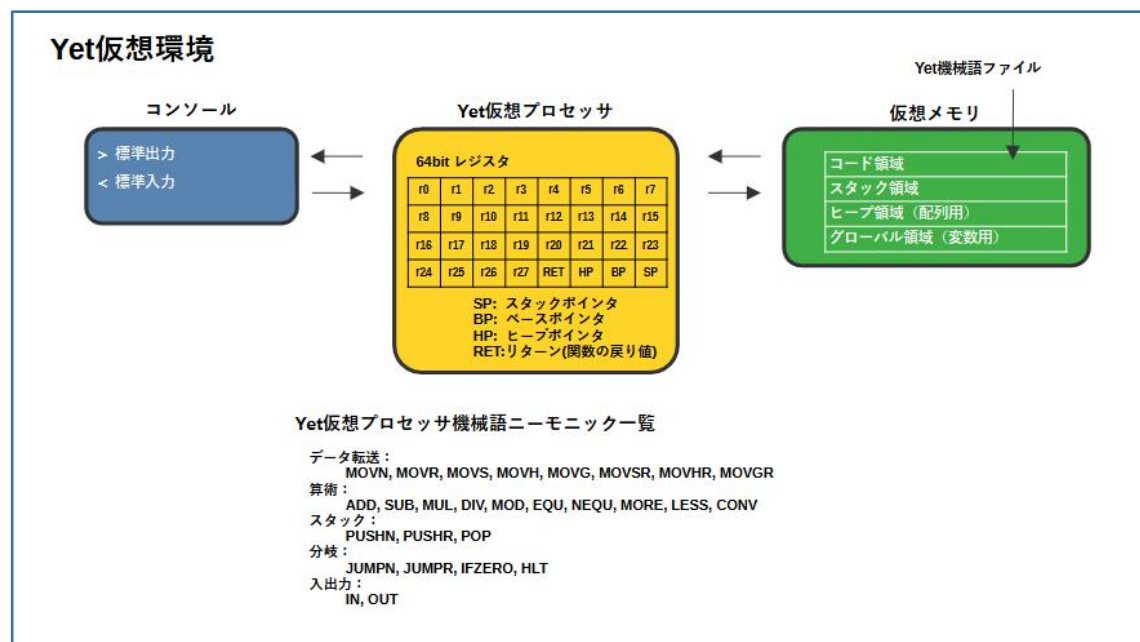 Yet仮想環境
Yet機械語ファイル
コンソール
Yet仮想プロセッサ
仮想メモリ
> 標準出力
< 標準入力
64bit レジスタ
r0 r1 r2 r3 r4 r5 r6 r7
r8 r9 r10 r11 r12 r13 r14 r15
r16 r17 r18 r19 r20 r21 r22 r23
r24 r25 r26 r27 RET HP BP SP
SP: スタックポインタ
BP: ベースポインタ
HP: ヒープポインタ
RET:リターン(関数の戻り値)
コード領域
スタック領域
ヒープ領域（配列用）
グローバル領域（変数用）
Yet仮想プロセッサ機械語ニーモニック一覧
データ転送：
MOVN, MOVR, MOVS, MOVH, MOVG, MOVSR, MOVHR, MOVGR
算術：
ADD, SUB, MUL, DIV, MOD, EQU, NEQU, MORE, LESS, CONV
スタック：
PUSHN, PUSHR, POP
分岐：
JUMPN, JUMPR, IFZERO, HLT
入出力：
IN, OUT